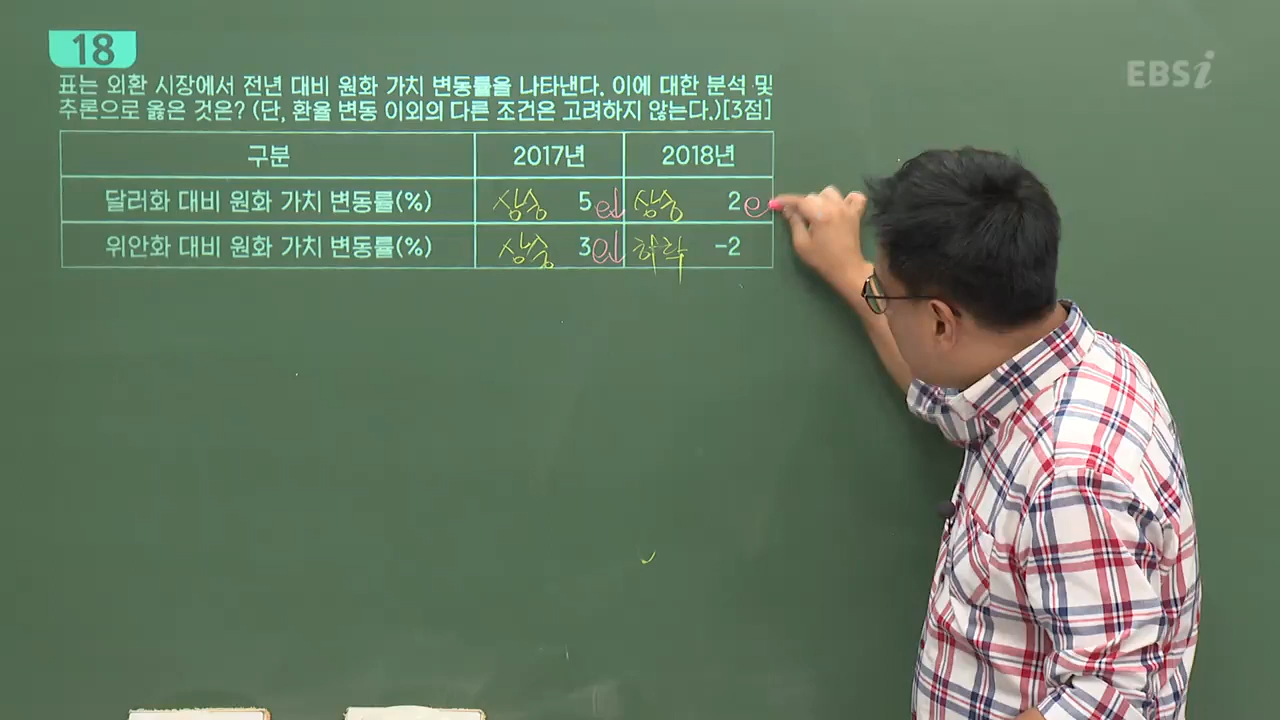 18
EBSi
표는 외환 시장에서 전년 대비 원화 가치 변동률을 나타낸다. 이에 대한 분석 및
추론으로 옳은 것은? (단, 환율 변동 이외의 다른 조건은 고려하지 않는다.)[3점]
구분 2017년 2018년
달러화 대비 원화 가치 변동률(%) 상승 5 e↓ 상승 2 e
위안화 대비 원화 가치 변동률(%) 상승 3 e↓ 하락 -2